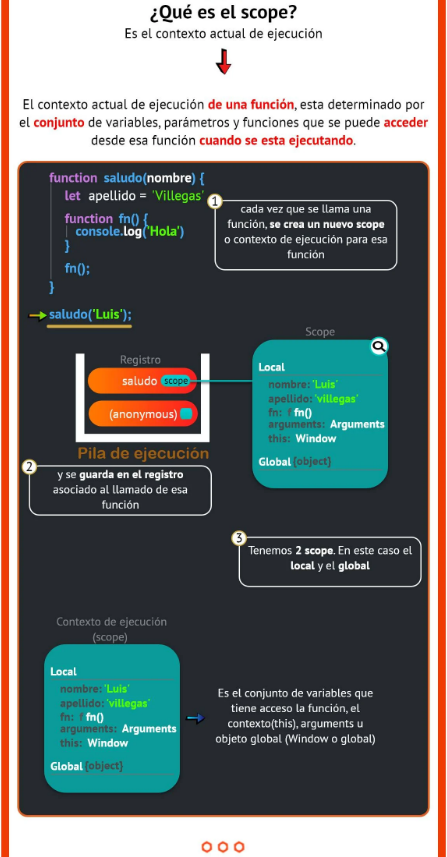 ¿Qué es el scope?
Es el contexto actual de ejecución
El contexto actual de ejecución de una función, esta determinado por
el conjunto de variables, parámetros y funciones que se puede acceder
desde esa función cuando se esta ejecutando.
function saludo(nombre) {
let apellido = 'Villegas'
function fn() {
console.log('Hola')
}
fn();
}
saludo('Luis');
1
cada vez que se llama una
función, se crea un nuevo scope
o contexto de ejecución para esa
función
Scope
Local
nombre: 'Luis'
apellido: 'villegas'
fn: f fn()
arguments: Arguments
this: Window
Global {object}
Registro
saludo scope
(anonymous)
Pila de ejecución
2
y se guarda en el registro
asociado al llamado de esa
función
3
Tenemos 2 scope. En este caso el
local y el global
Contexto de ejecución
(scope)
Local
nombre: 'Luis'
apellido: 'villegas'
fn: f fn()
arguments: Arguments
this: Window
Global {object}
Es el conjunto de variables que
tiene acceso la función, el
contexto(this), arguments u
objeto global (Window o global)